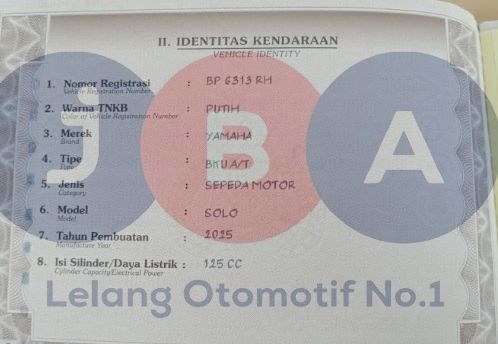 II. IDENTITAS KENDARAAN
VEHICLE IDENTITY
1. Nomor Registrasi : BP 6313 RH
Vehicle Registration Number
2. Warna TNKB : PUTIH
Color of Vehicle Registration Number
3. Merek : YAMAHA
Brand
4. Tipe : BKU A/T
Type
5. Jenis : SEPEDA MOTOR
Category
6. Model : SOLO
Model
7. Tahun Pembuatan : 2025
Manufacture Year
8. Isi Silinder/Daya Listrik : 125 CC
Cylinder Capacity/Electrical Power
JBA
Lelang Otomotif No.1